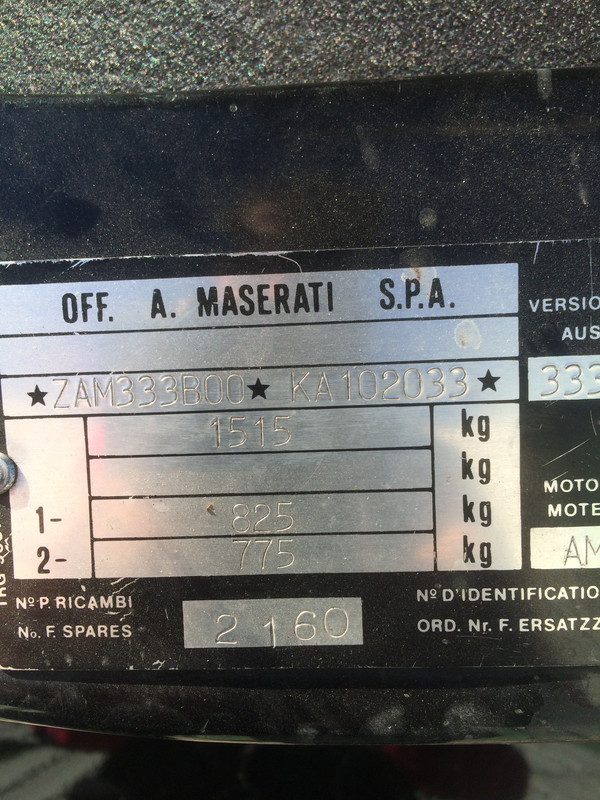 OFF. A. MASERATI S.P.A.
VERSIO
AUS
★ZAM333B00★ KA102033★
333
1515 kg
kg
MOTO
1- 825 kg
MOTE
2- 775 kg
AM
Nº P. RICAMBI
Nº D'IDENTIFICATIO
2 160
No. F. SPARES
ORD. Nr. F. ERSATZZ